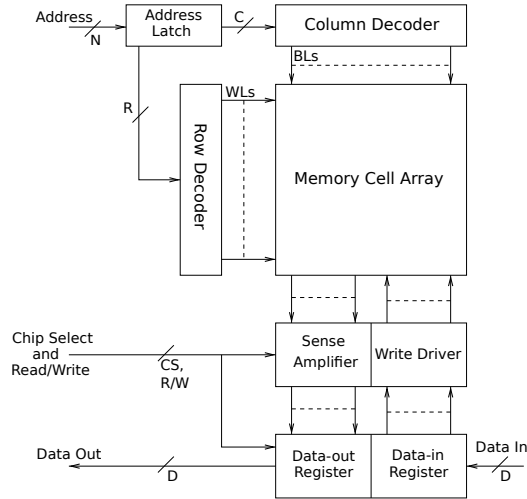 Address
N
Address
Latch
C
Column Decoder
BLs
R
WLs
Row Decoder
Memory Cell Array
Chip Select
and
Read/Write
CS,
R/W
Sense
Amplifier
Write Driver
Data Out
D
Data-out
Register
Data-in
Register
Data In
D